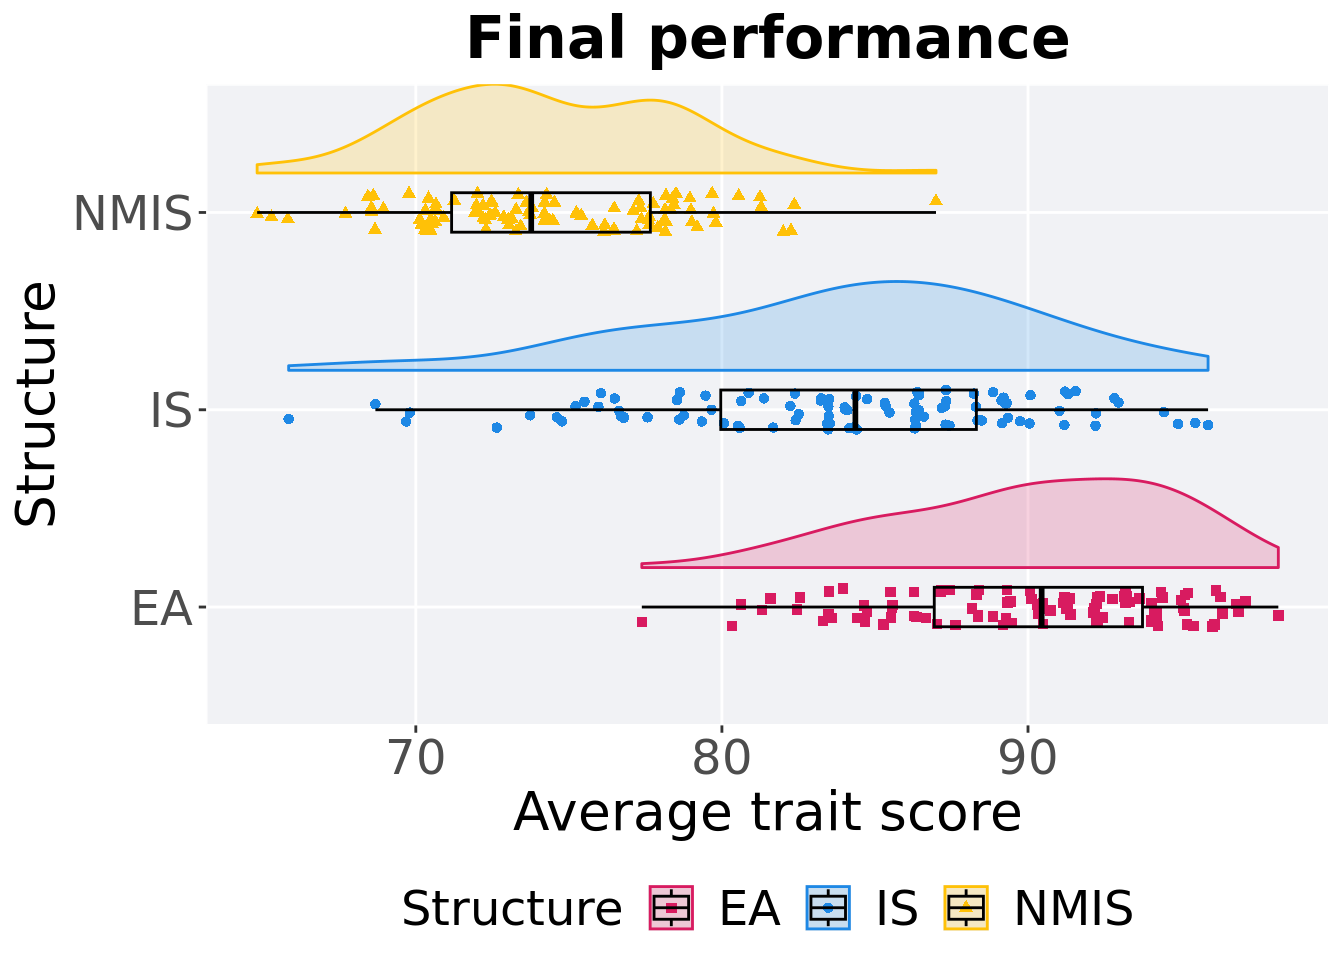 Final performance
Structure
NMIS
IS
EA
70 80 90
Average trait score
Structure EA IS NMIS